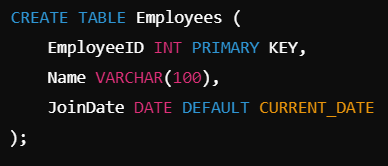 CREATE TABLE Employees (
    EmployeeID INT PRIMARY KEY,
    Name VARCHAR(100),
    JoinDate DATE DEFAULT CURRENT_DATE
);